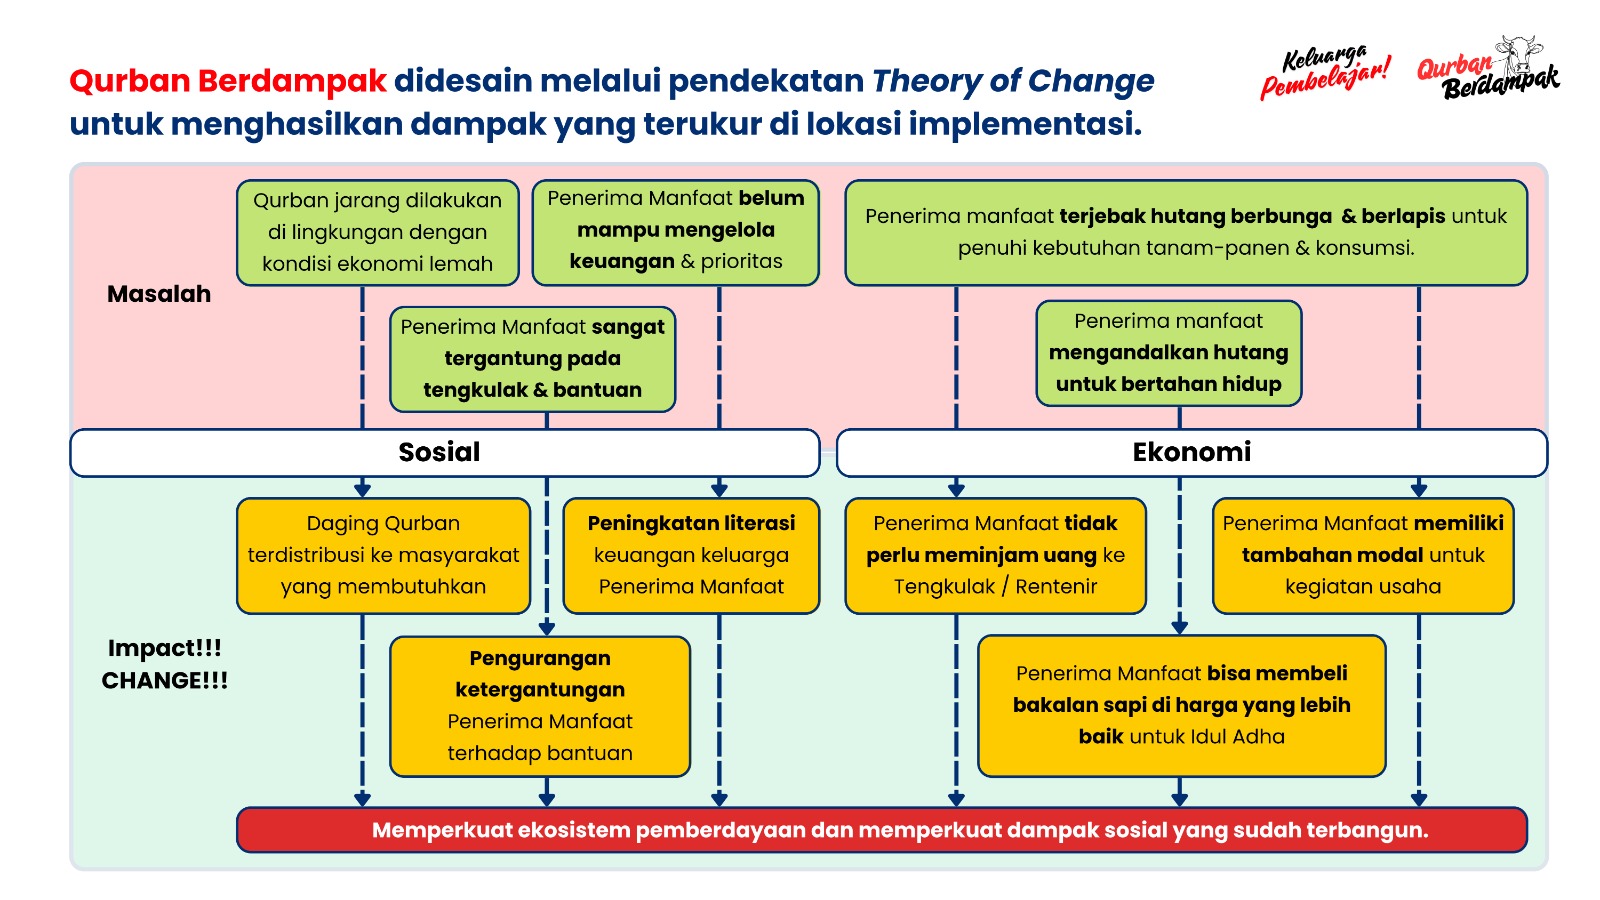 Qurban Berdampak didesain melalui pendekatan Theory of Change
untuk menghasilkan dampak yang terukur di lokasi implementasi.
Keluarga
Pembelajar!
Qurban
Berdampak
Masalah
Qurban jarang dilakukan
di lingkungan dengan
kondisi ekonomi lemah
Penerima Manfaat belum
mampu mengelola
keuangan & prioritas
Penerima manfaat terjebak hutang berbunga & berlapis untuk
penuhi kebutuhan tanam-panen & konsumsi.
Penerima Manfaat sangat
tergantung pada
tengkulak & bantuan
Penerima manfaat
mengandalkan hutang
untuk bertahan hidup
Sosial
Ekonomi
Impact!!!
CHANGE!!!
Daging Qurban
terdistribusi ke masyarakat
yang membutuhkan
Peningkatan literasi
keuangan keluarga
Penerima Manfaat
Penerima Manfaat tidak
perlu meminjam uang ke
Tengkulak / Rentenir
Penerima Manfaat memiliki
tambahan modal untuk
kegiatan usaha
Pengurangan
ketergantungan
Penerima Manfaat
terhadap bantuan
Penerima Manfaat bisa membeli
bakalan sapi di harga yang lebih
baik untuk Idul Adha
Memperkuat ekosistem pemberdayaan dan memperkuat dampak sosial yang sudah terbangun.